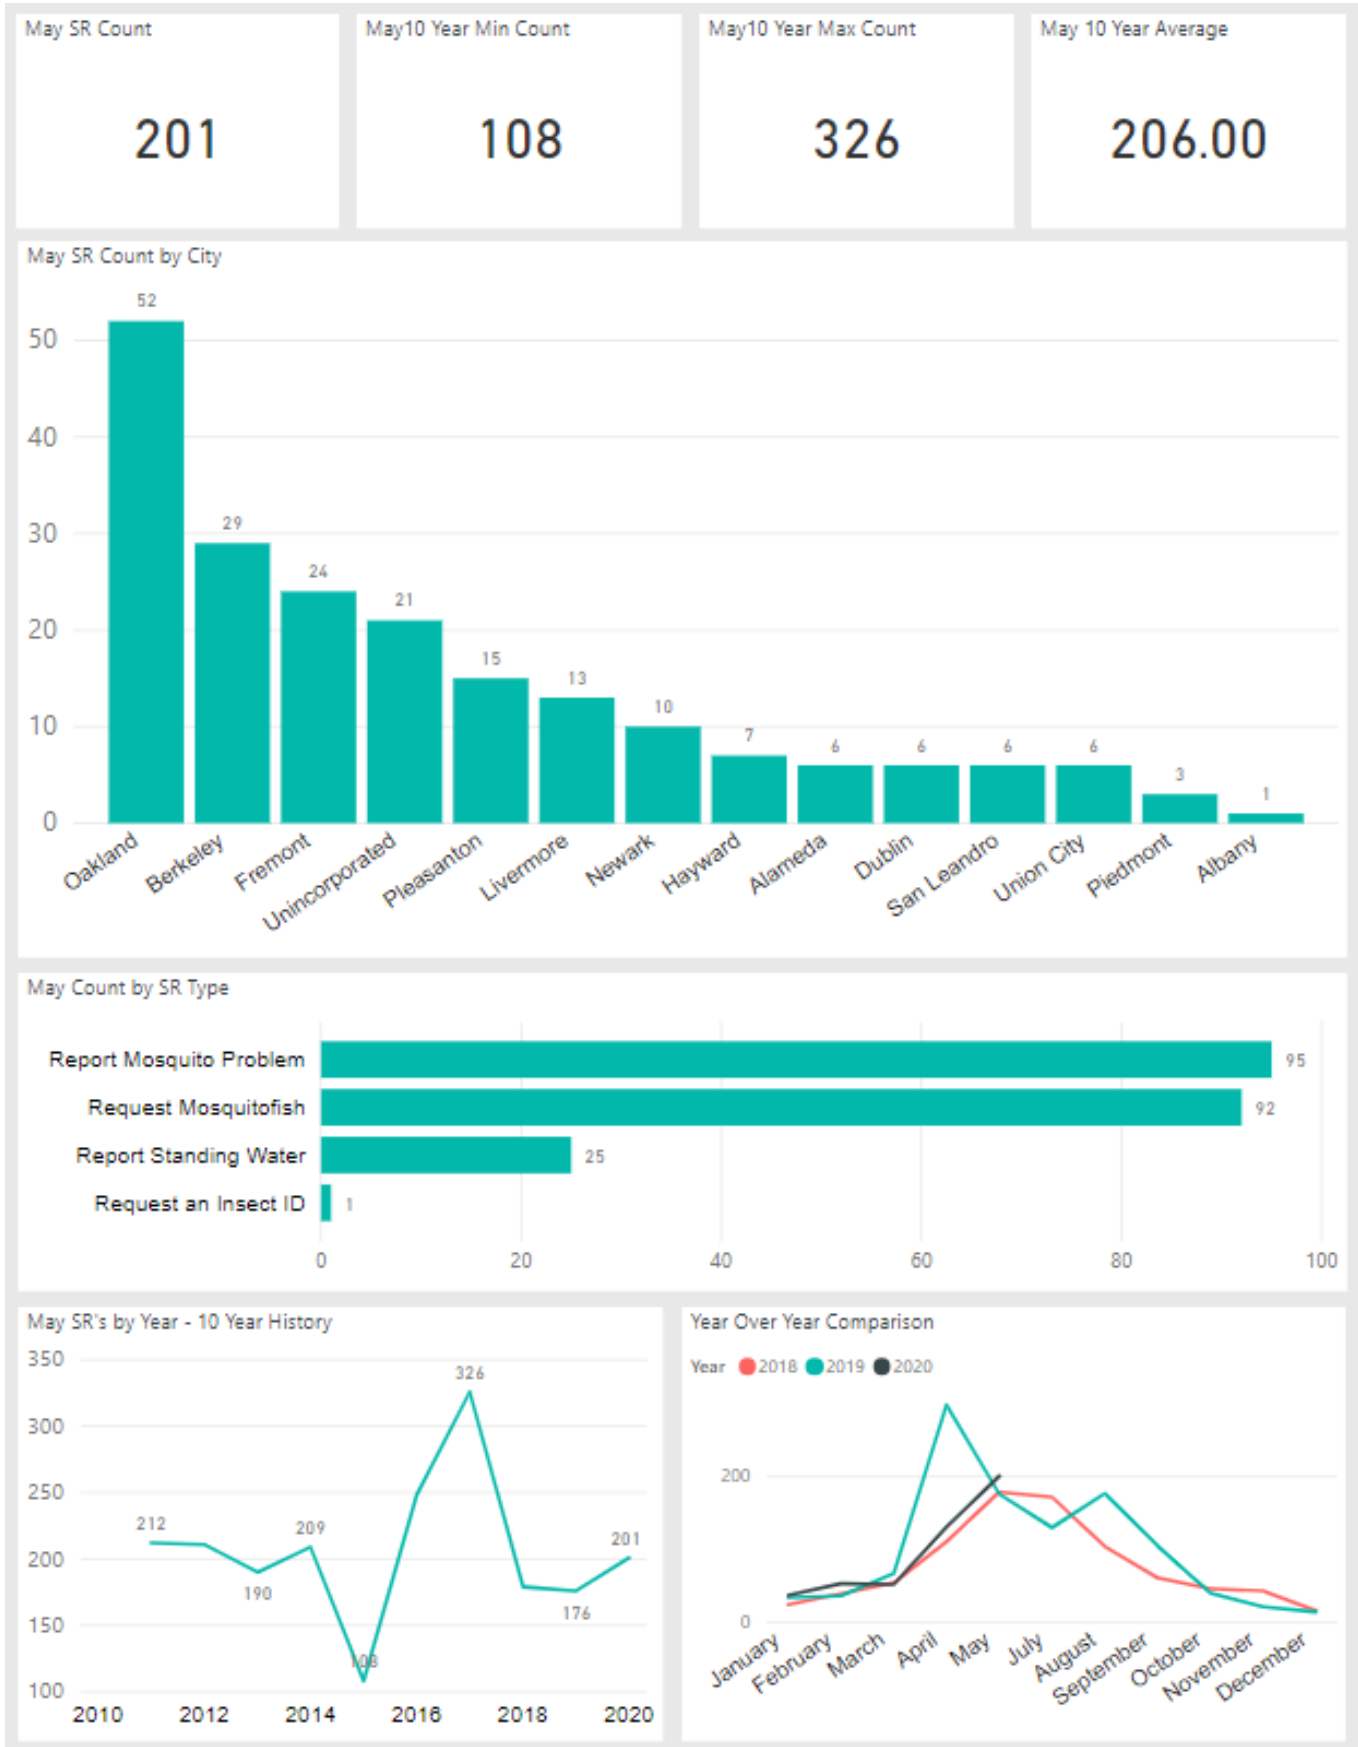 May SR Count
201
May10 Year Min Count
108
May10 Year Max Count
326
May 10 Year Average
206.00
May SR Count by City
52
50
40
30
29
24
21
20
15
13
10
10
7
6
6
6
6
3
1
0
Oakland
Berkeley
Fremont
Unincorporated
Pleasanton
Livermore
Newark
Hayward
Alameda
Dublin
San Leandro
Union City
Piedmont
Albany
May Count by SR Type
Report Mosquito Problem 95
Request Mosquitofish 92
Report Standing Water 25
Request an Insect ID 1
0 20 40 60 80 100
May SR's by Year - 10 Year History
350
326
300
250
212
209
200
201
190
176
150
108
100
2010 2012 2014 2016 2018 2020
Year Over Year Comparison
Year 2018 2019 2020
200
0
January
February
March
April
May
July
August
September
October
November
December